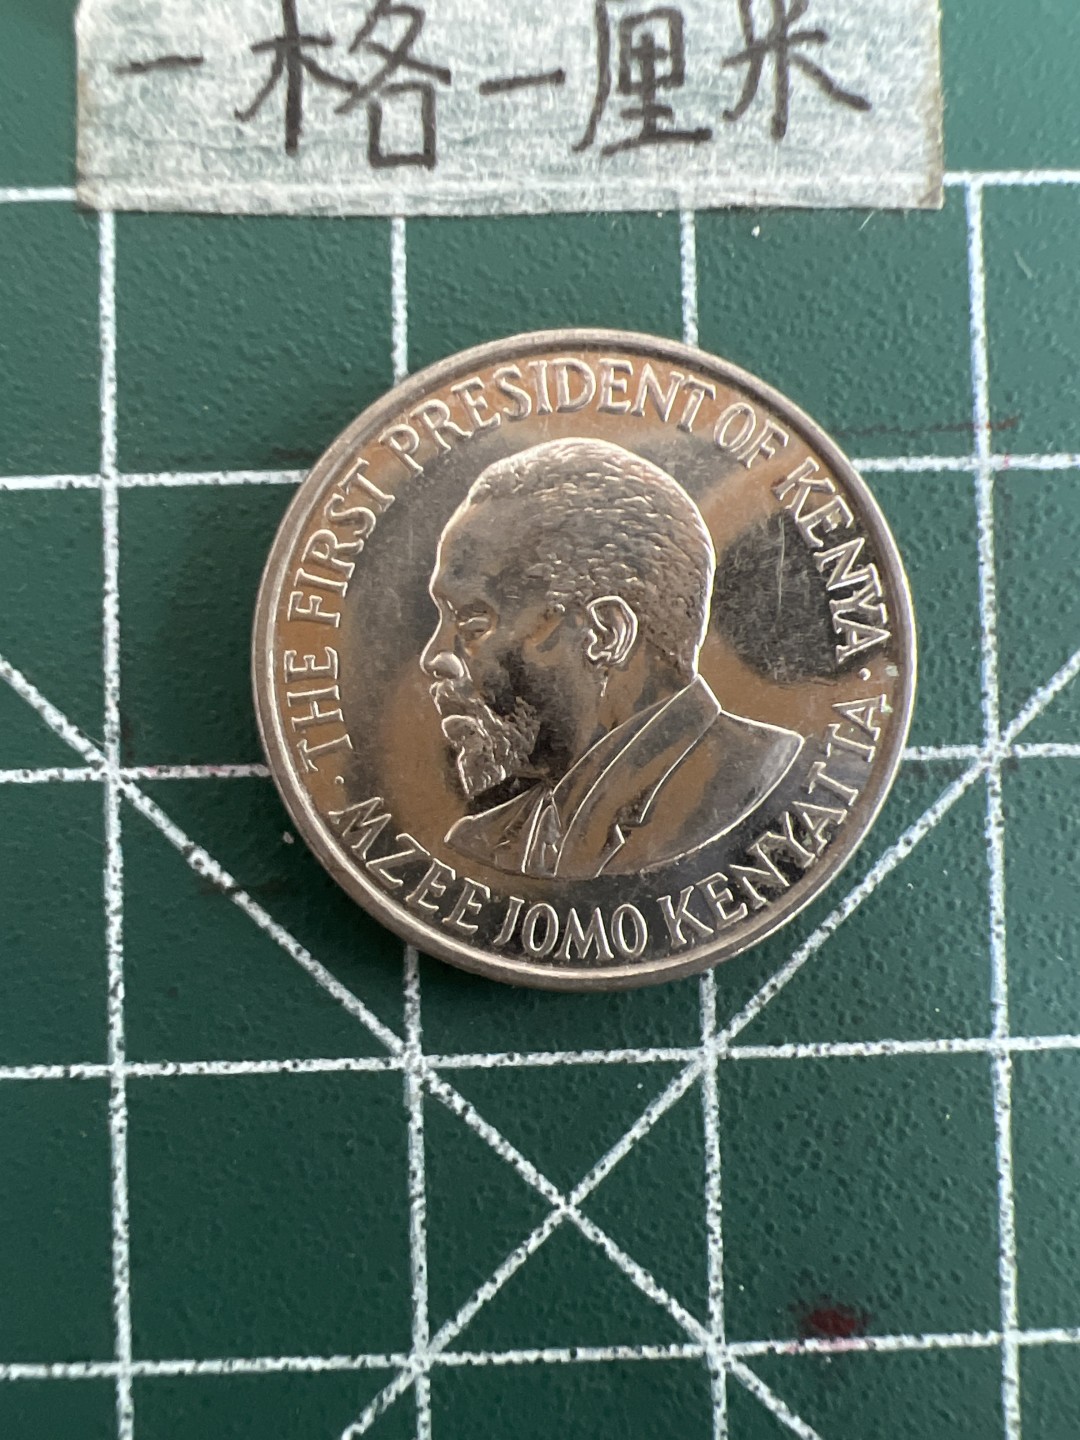 一格一厘米
· THE FIRST PRESIDENT OF KENYA ·
MZEE JOMO KENYATTA